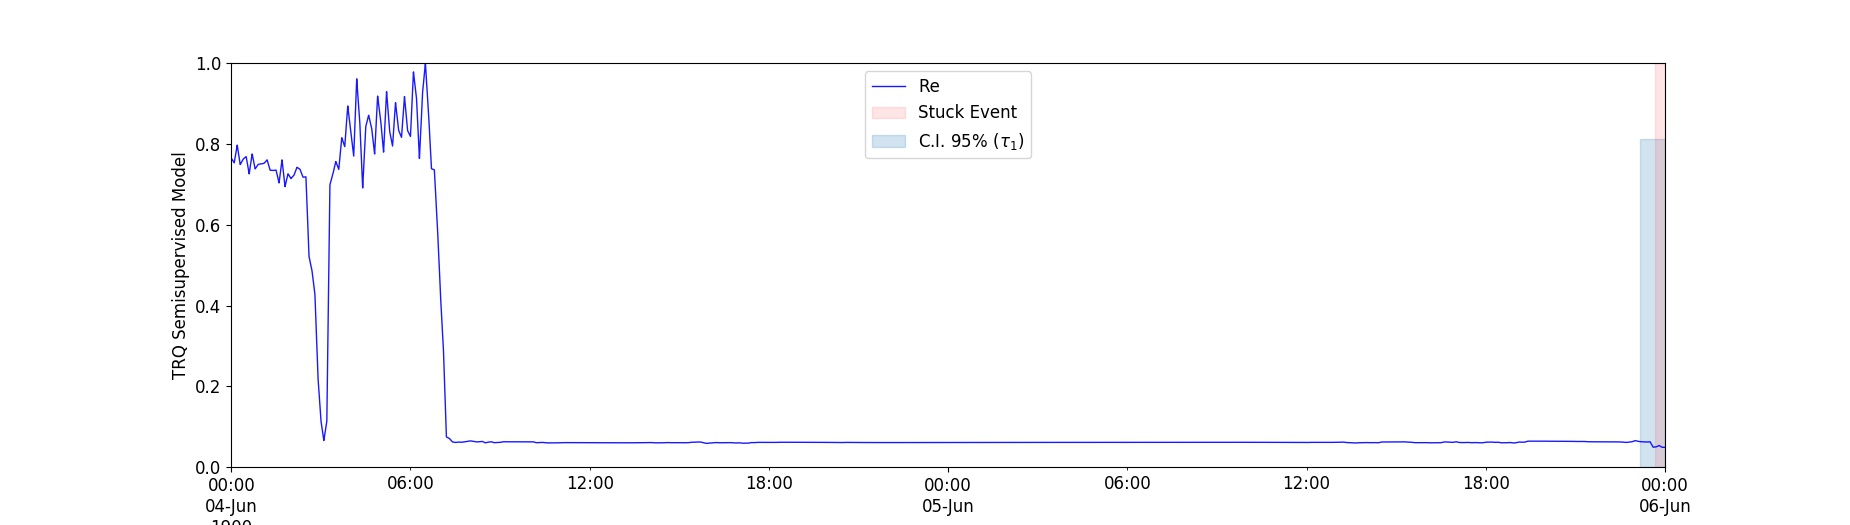 TRQ Semisupervised Model
1.0
0.8
0.6
0.4
0.2
0.0
Re
Stuck Event
C.I. 95% (τ₁)
00:00 06:00 12:00 18:00 00:00 06:00 12:00 18:00 00:00
04-Jun 05-Jun 06-Jun